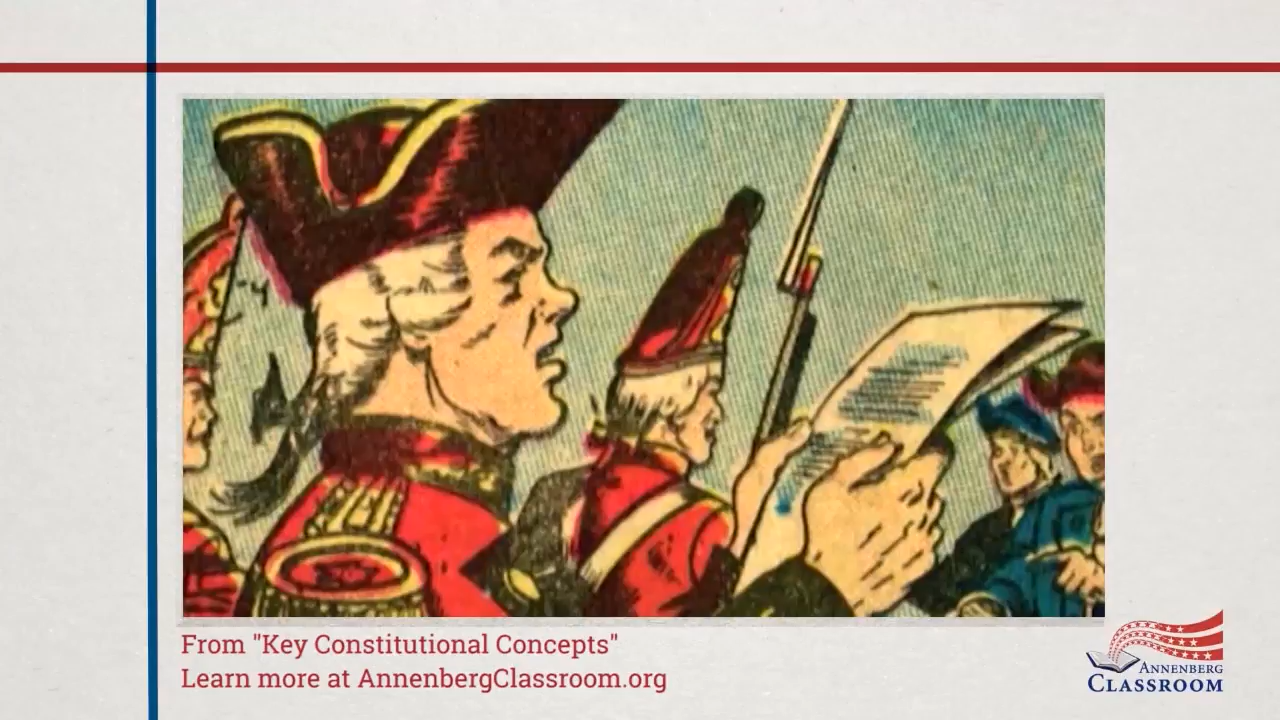 From "Key Constitutional Concepts"
Learn more at AnnenbergClassroom.org
ANNENBERG
CLASSROOM